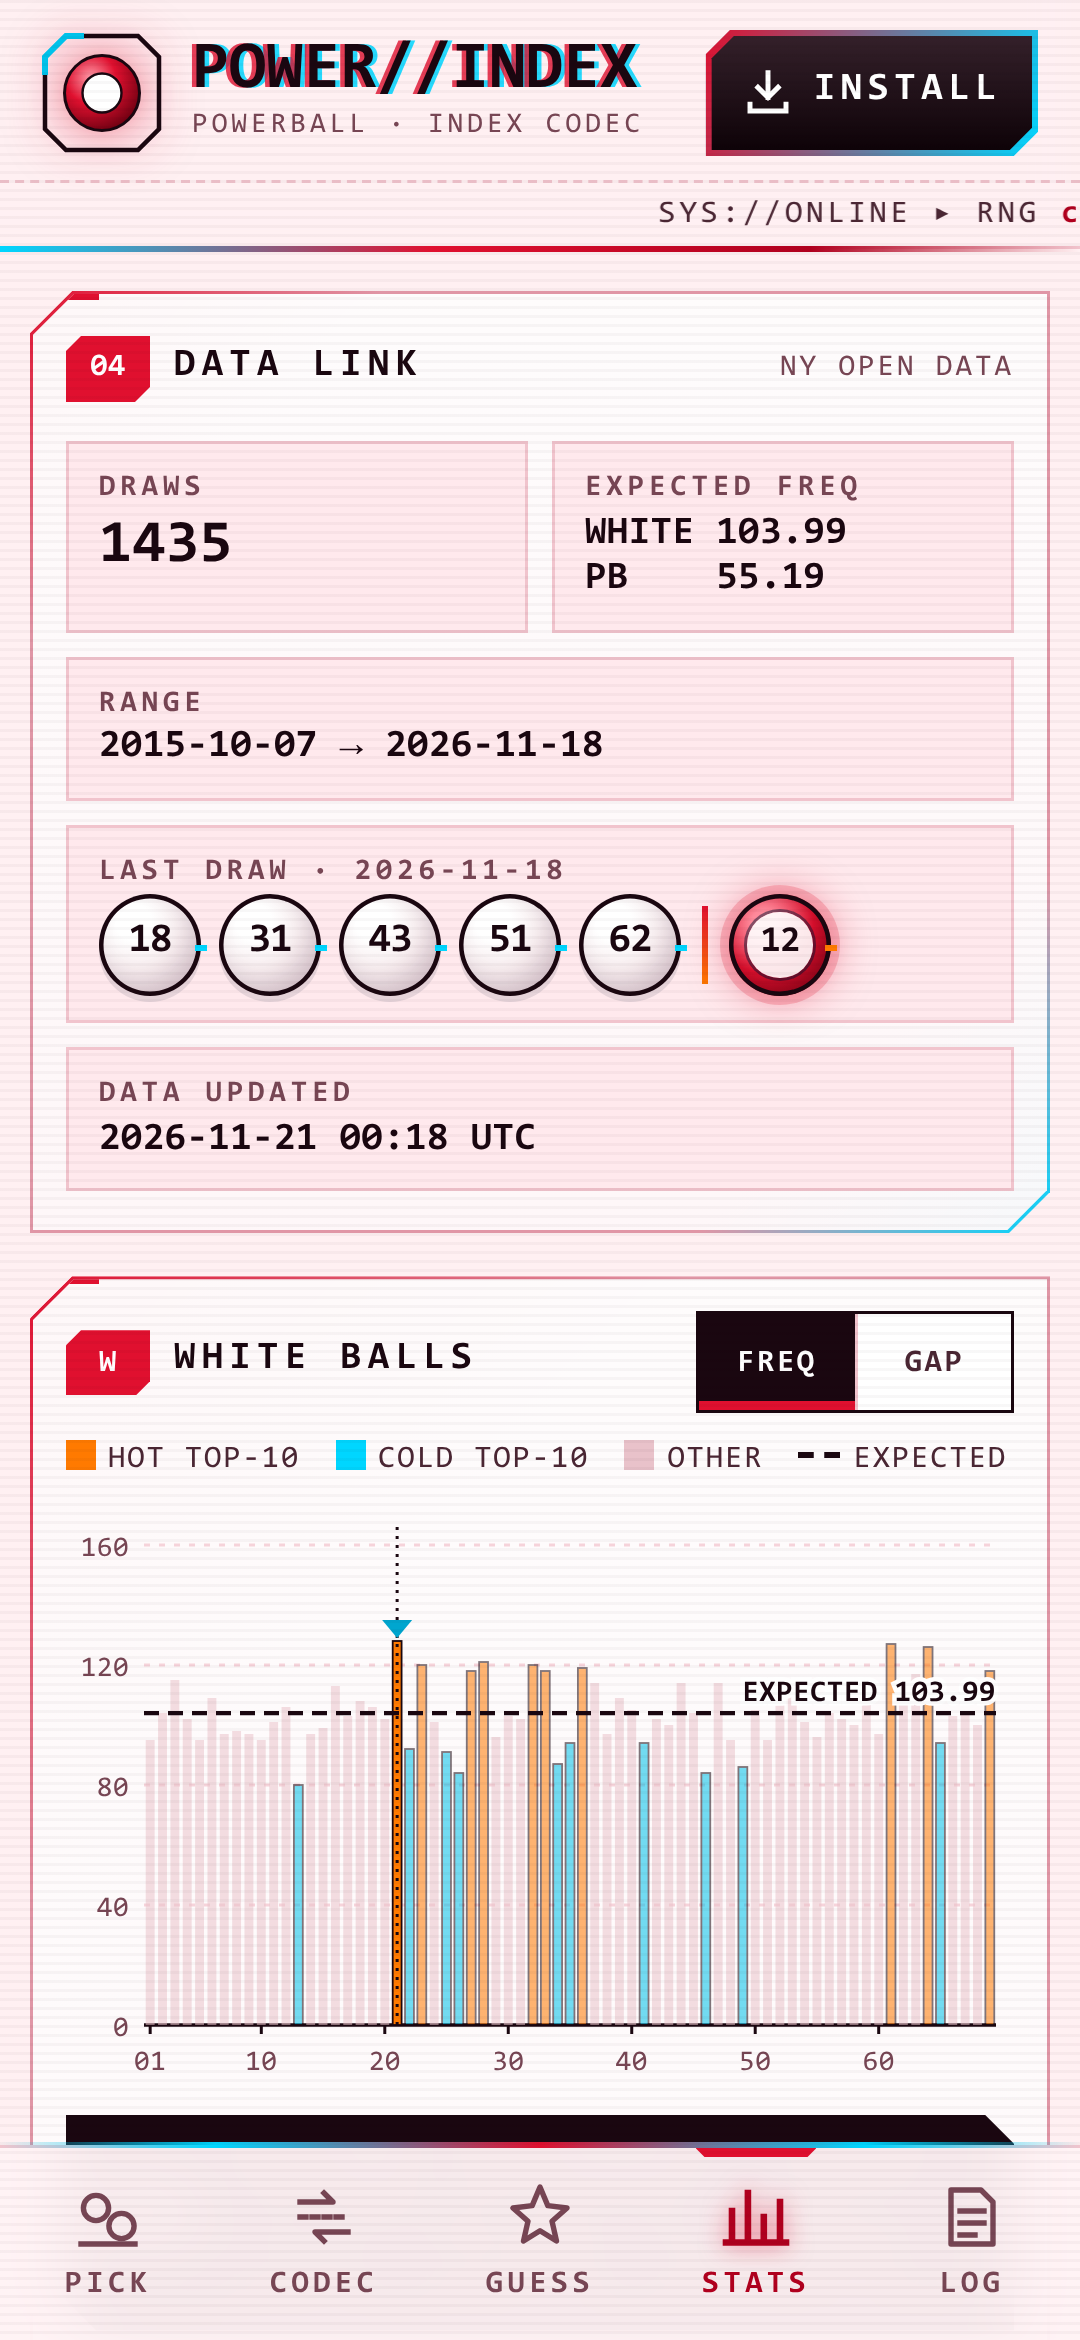 POWER//INDEX
POWERBALL · INDEX CODEC
INSTALL
SYS://ONLINE ▸ RNG c
04 DATA LINK
NY OPEN DATA
DRAWS
1435
EXPECTED FREQ
WHITE 103.99
PB 55.19
RANGE
2015-10-07 → 2026-11-18
LAST DRAW · 2026-11-18
18 31 43 51 62 12
DATA UPDATED
2026-11-21 00:18 UTC
W WHITE BALLS
FREQ GAP
HOT TOP-10 COLD TOP-10 OTHER EXPECTED
160
120
EXPECTED 103.99
80
40
0
01 10 20 30 40 50 60
PICK CODEC GUESS STATS LOG